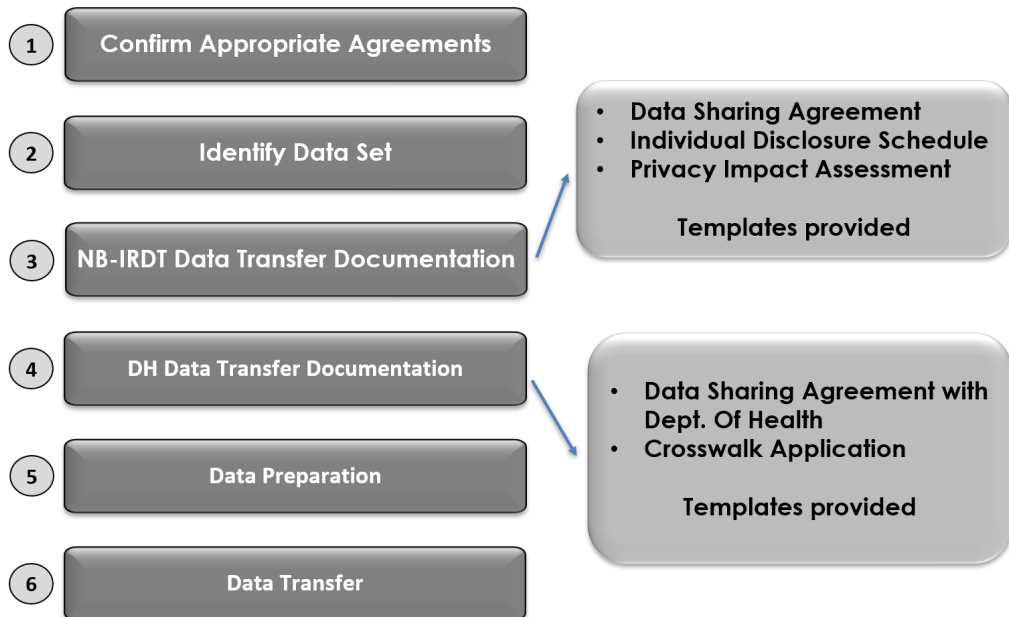 1
Confirm Appropriate Agreements
2
Identify Data Set
3
NB-IRDT Data Transfer Documentation
• Data Sharing Agreement
• Individual Disclosure Schedule
• Privacy Impact Assessment
Templates provided
4
DH Data Transfer Documentation
• Data Sharing Agreement with
Dept. Of Health
• Crosswalk Application
Templates provided
5
Data Preparation
6
Data Transfer